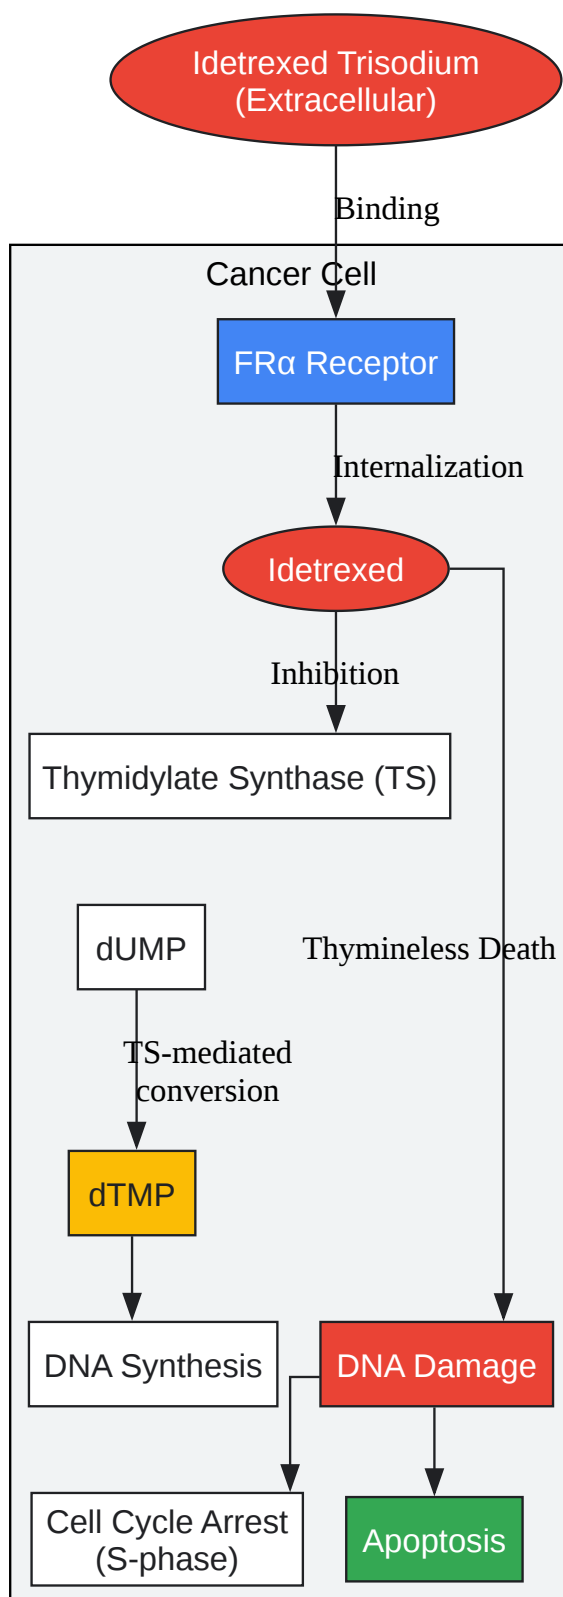 Idetrexed Trisodium
(Extracellular)
Binding
Cancer Cell
FRα Receptor
Internalization
Idetrexed
Inhibition
Thymidylate Synthase (TS)
dUMP
Thymineless Death
TS-mediated
conversion
dTMP
DNA Synthesis
DNA Damage
Cell Cycle Arrest
(S-phase)
Apoptosis